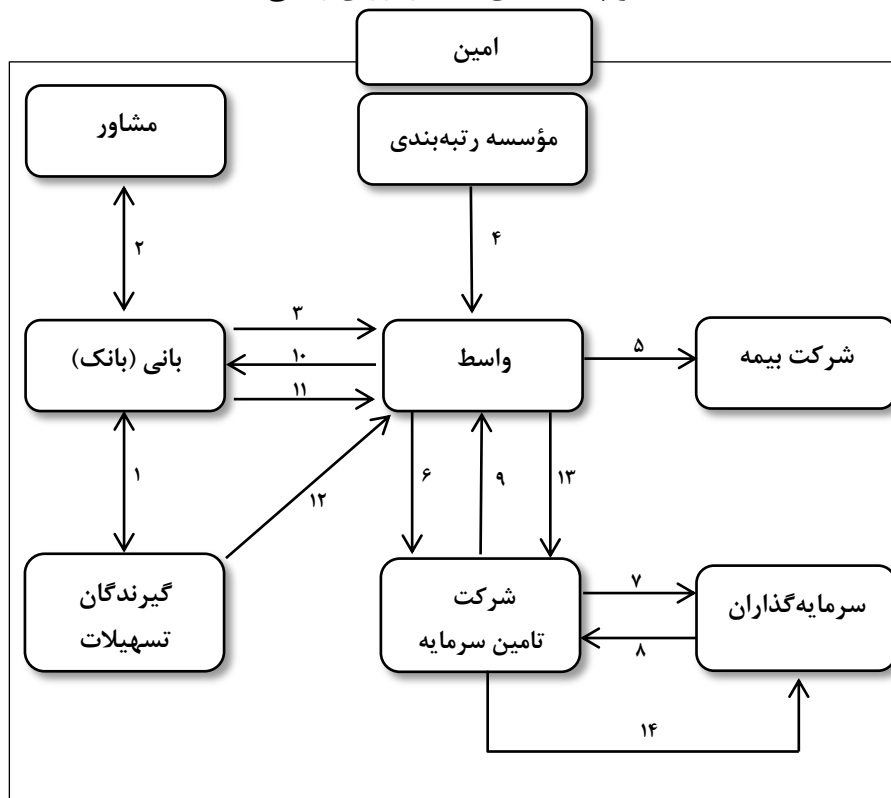 امین
مشاور
مؤسسه رتبه‌بندی
۴
۲
بانی (بانک)
۳
۱۰
۱۱
واسط
۵
شرکت بیمه
۱
۱۲
۶
۹
۱۳
گیرندگان
تسهیلات
شرکت
تامین سرمایه
۷
۸
سرمایه‌گذاران
۱۴